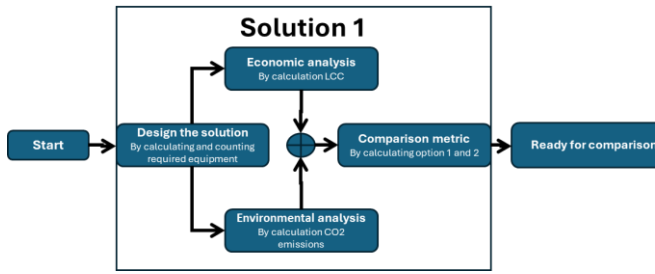 Solution 1
Economic analysis
By calculation LCC
Start
Design the solution
By calculating and counting
required equipment
Comparison metric
By calculating option 1 and 2
Ready for comparison
Environmental analysis
By calculation CO2
emissions